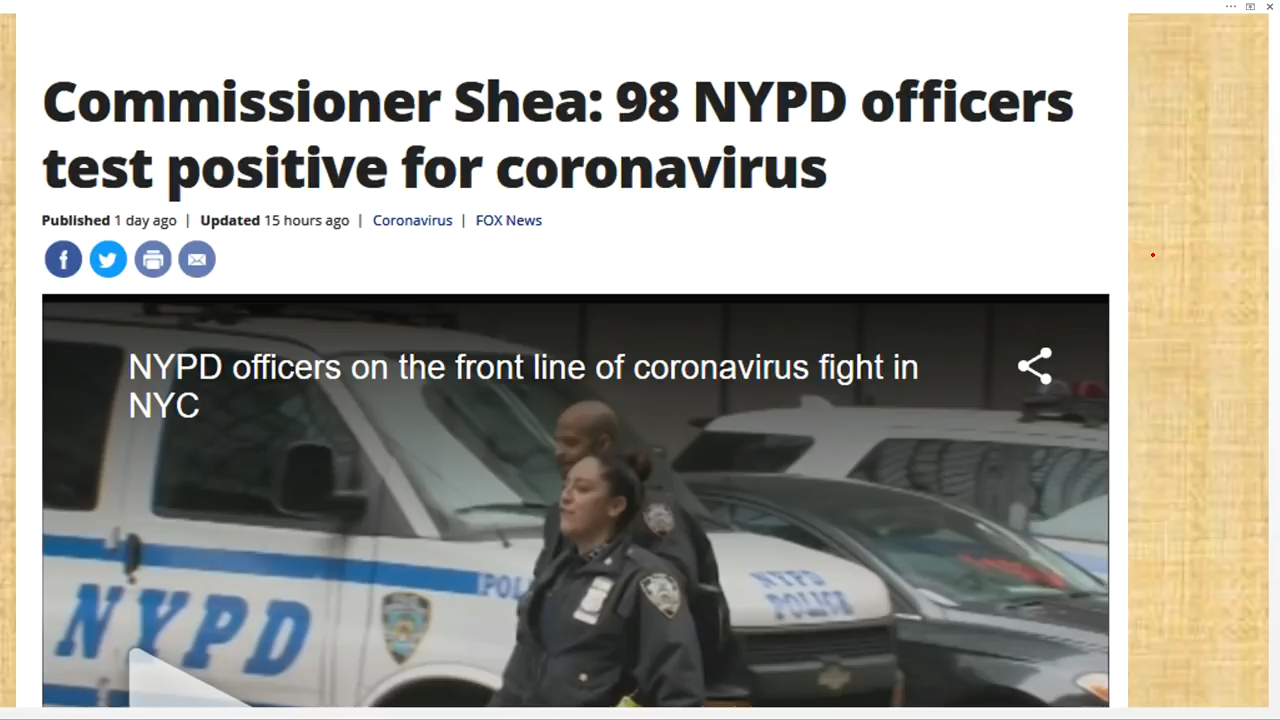 Commissioner Shea: 98 NYPD officers
test positive for coronavirus
Published 1 day ago | Updated 15 hours ago | Coronavirus | FOX News
NYPD officers on the front line of coronavirus fight in
NYC
POL
NYPD
POLICE
NYPD